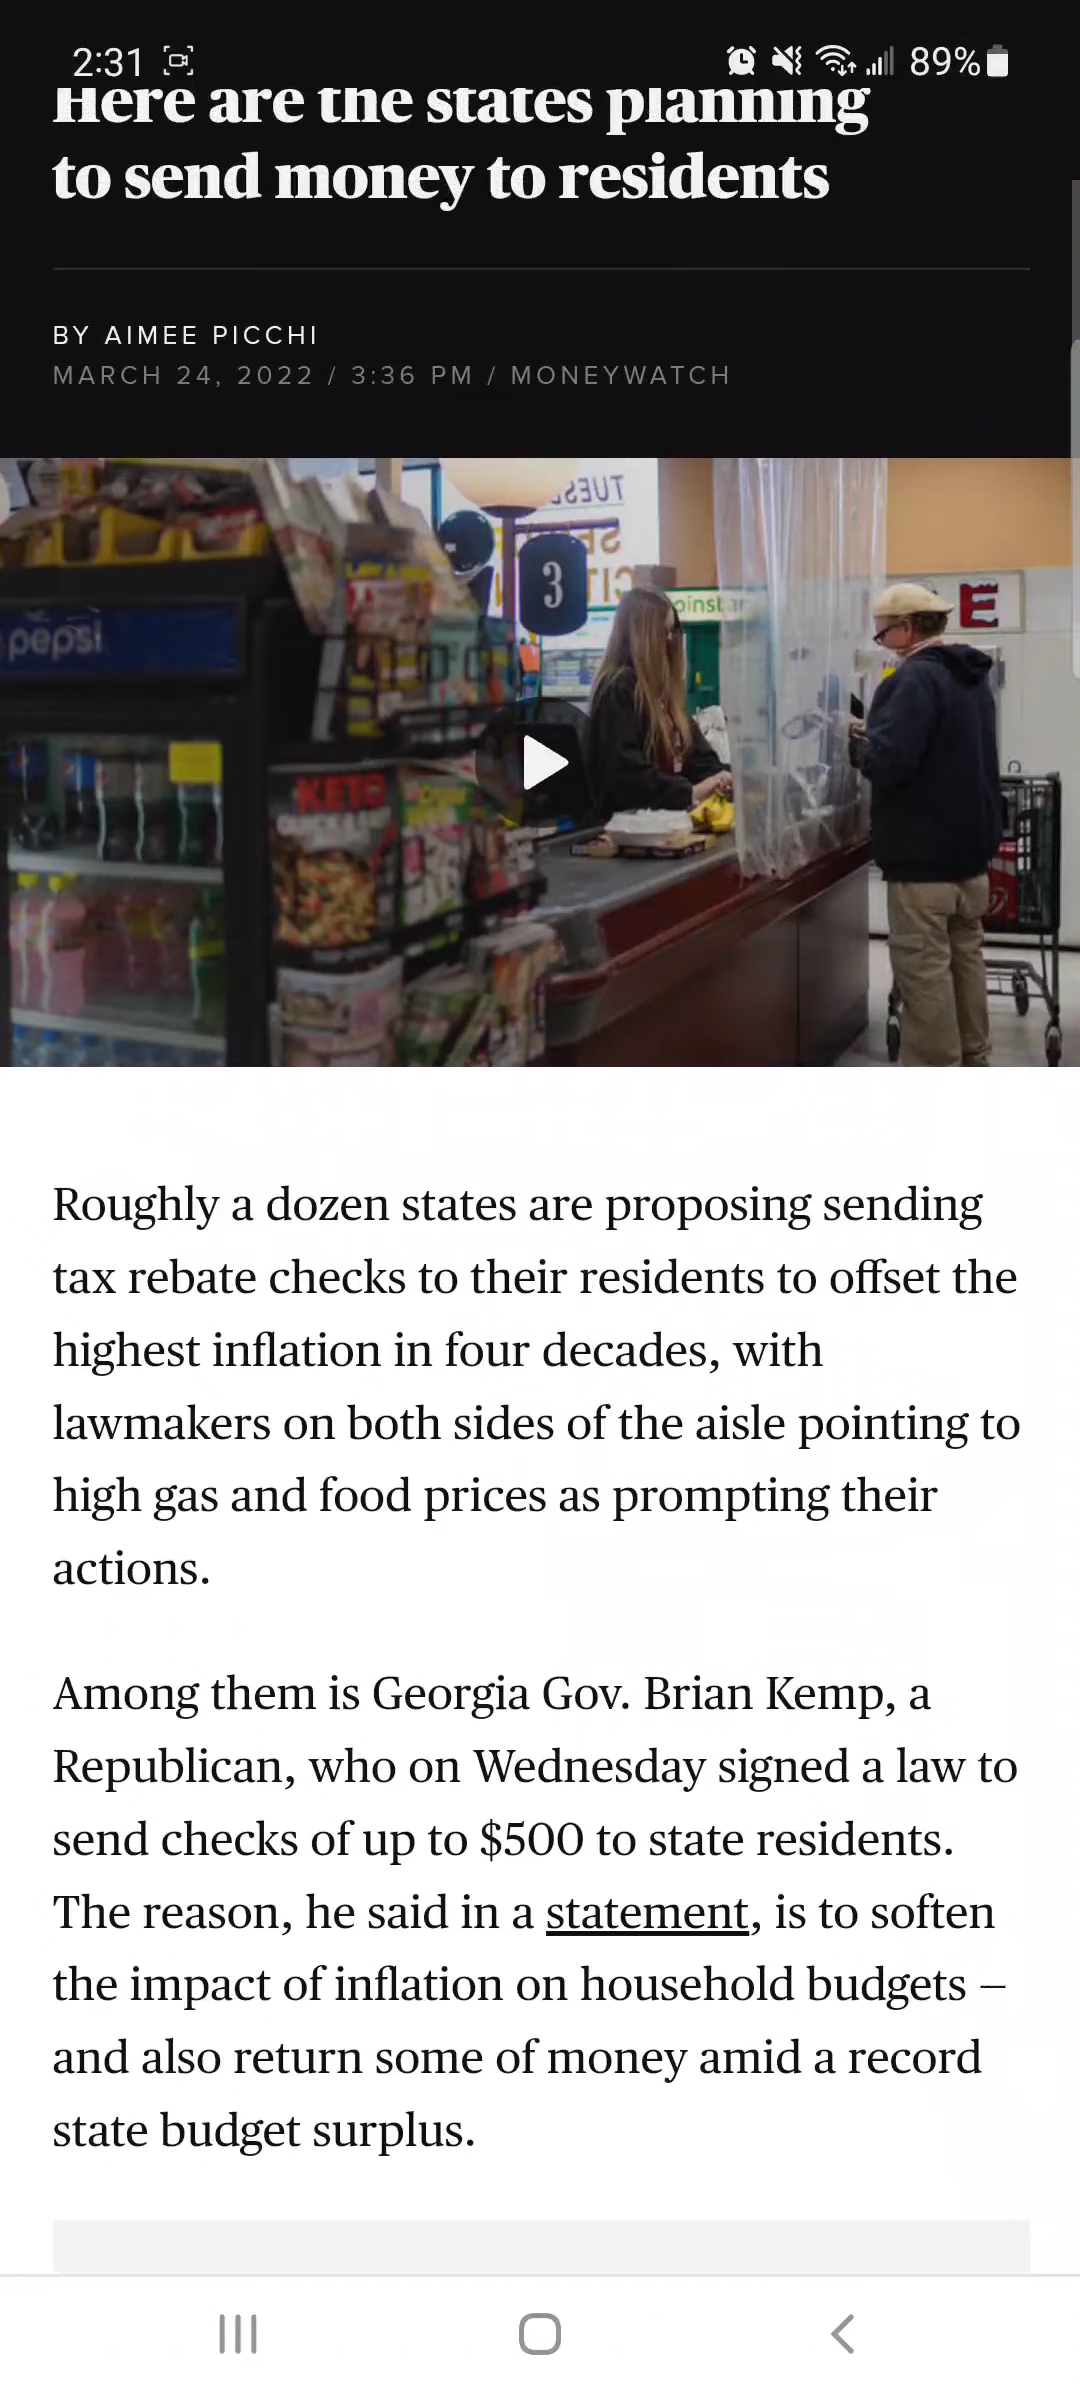 2:31 89%
Here are the states planning
to send money to residents
BY AIMEE PICCHI
MARCH 24, 2022 / 3:36 PM / MONEYWATCH
TUES
3
pepsi
E
KETO
Roughly a dozen states are proposing sending
tax rebate checks to their residents to offset the
highest inflation in four decades, with
lawmakers on both sides of the aisle pointing to
high gas and food prices as prompting their
actions.
Among them is Georgia Gov. Brian Kemp, a
Republican, who on Wednesday signed a law to
send checks of up to $500 to state residents.
The reason, he said in a statement, is to soften
the impact of inflation on household budgets –
and also return some of money amid a record
state budget surplus.